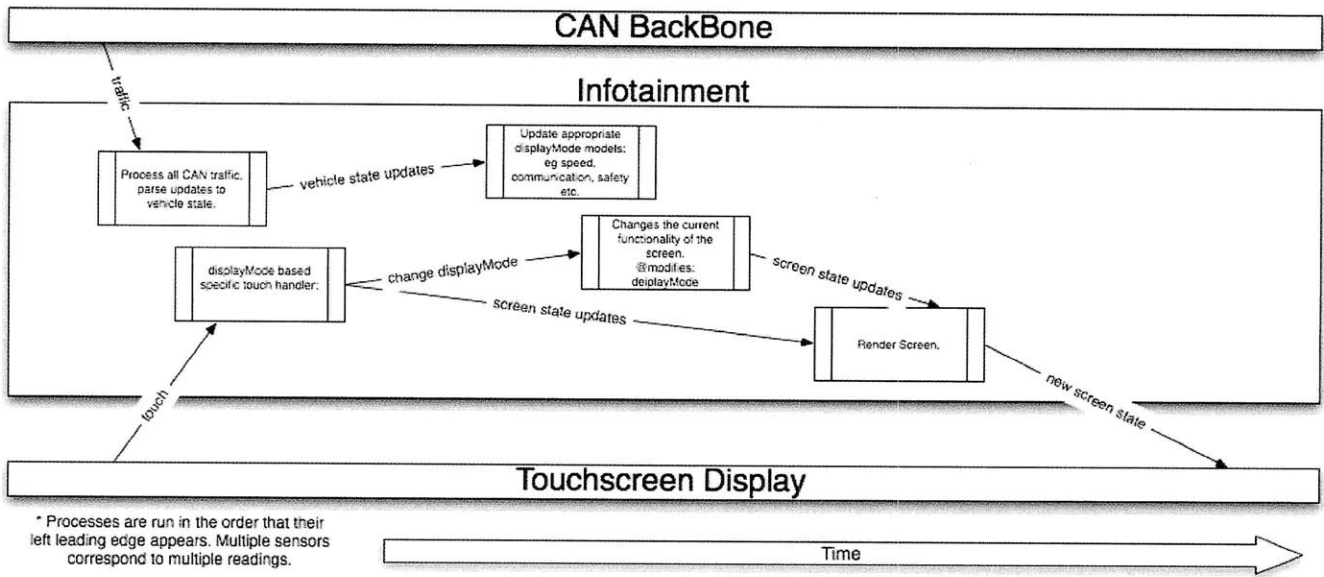 CAN BackBone
traffic
Infotainment
Process all CAN traffic,
parse updates to
vehicle state.
vehicle state updates
Update appropriate
displayMode models:
eg speed,
communication, safety
etc.
displayMode based
specific touch handler:
change displayMode
Changes the current
functionality of the
screen.
@modifies:
deiplayMode
screen state updates
screen state updates
Render Screen.
touch
new screen state
Touchscreen Display
* Processes are run in the order that their
left leading edge appears. Multiple sensors
correspond to multiple readings.
Time